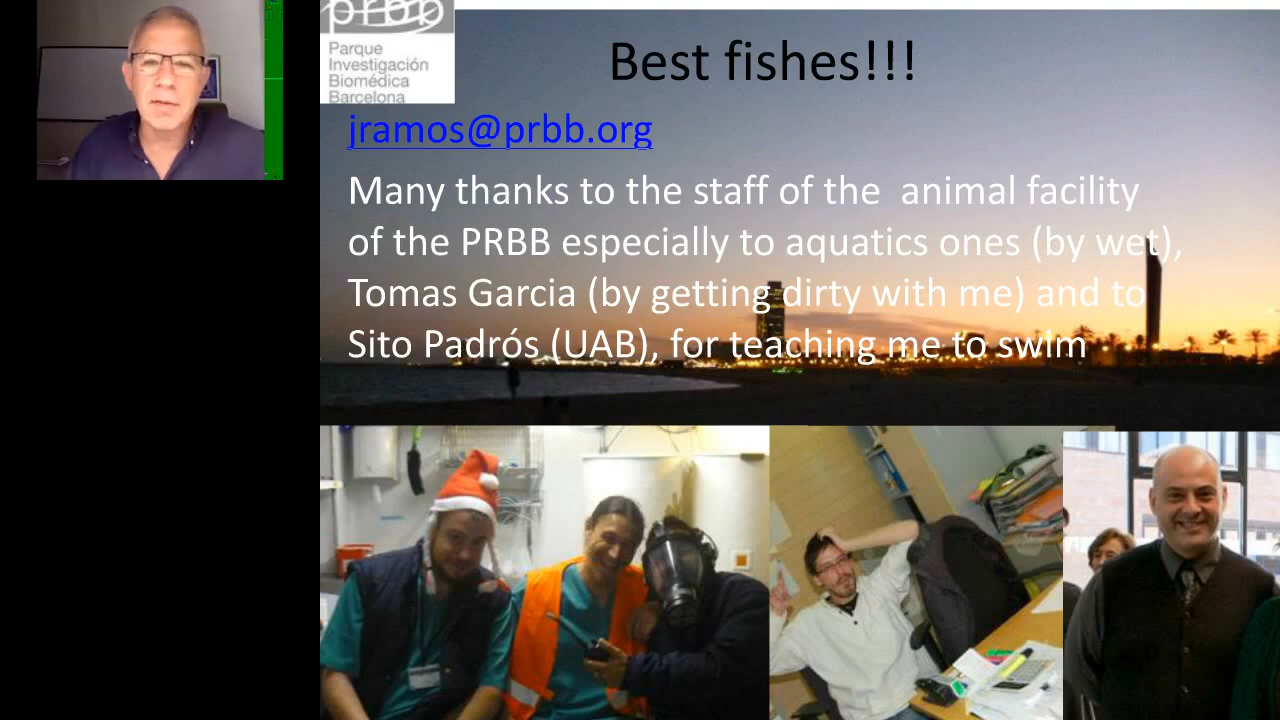 prbb
Parque
Investigación
Biomédica
Barcelona
Best fishes!!!
jramos@prbb.org
Many thanks to the staff of the  animal facility
of the PRBB especially to aquatics ones (by wet),
Tomas Garcia (by getting dirty with me) and to
Sito Padrós (UAB), for teaching me to swim